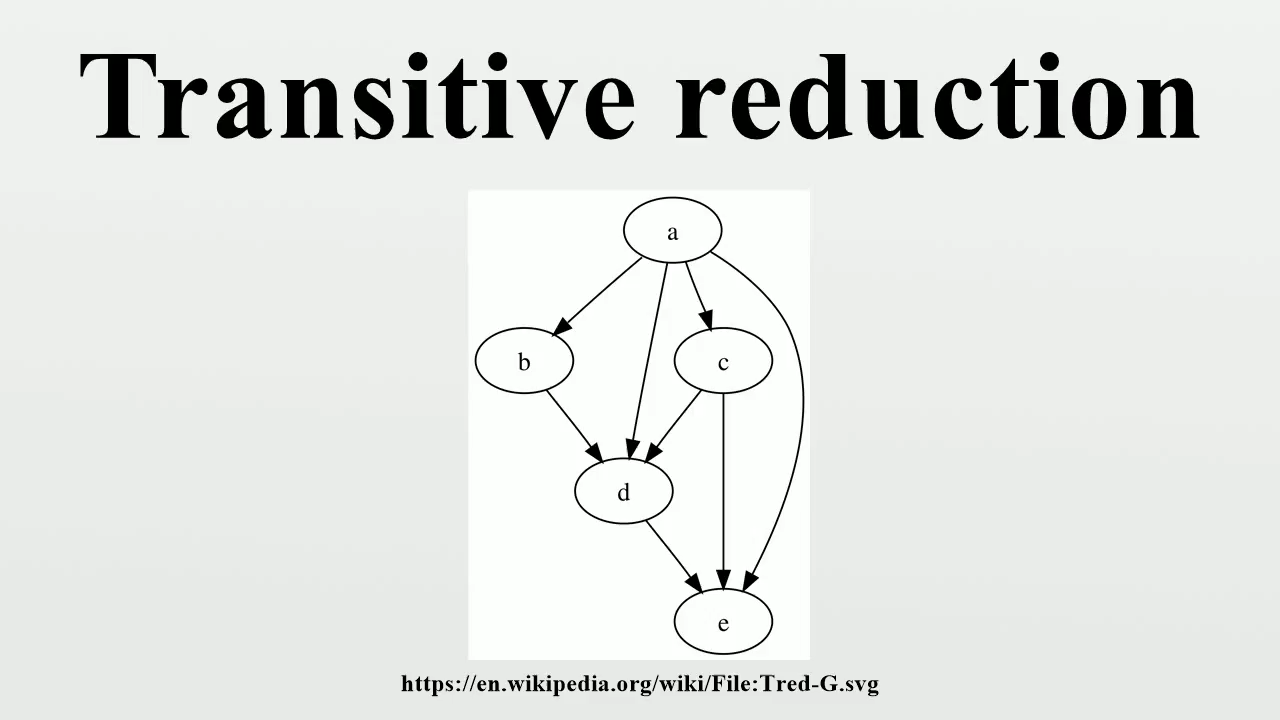 Transitive reduction
a
b
c
d
e
https://en.wikipedia.org/wiki/File:Tred-G.svg